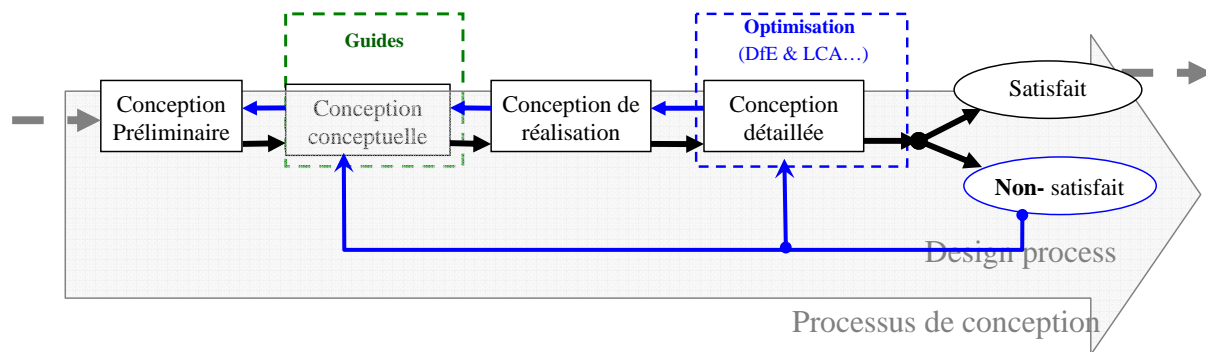 Guides
Optimisation
(DfE & LCA…)
Conception
Préliminaire
Conception
conceptuelle
Conception de
réalisation
Conception
détaillée
Satisfait
Non- satisfait
Design process
Processus de conception